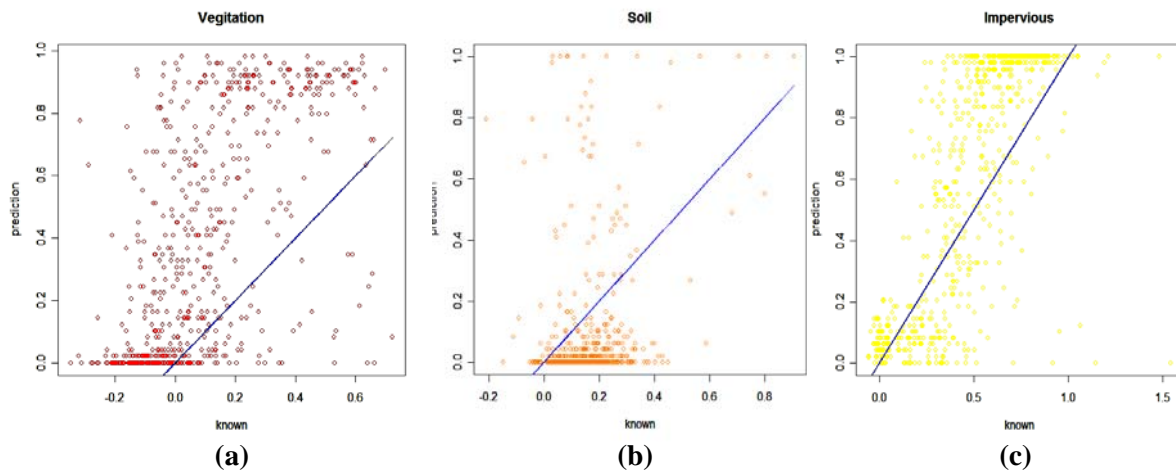 Vegitation
Soil
Impervious
prediction
0.0 0.2 0.4 0.6 0.8 1.0
-0.2 0.0 0.2 0.4 0.6
known
prediction
0.0 0.2 0.4 0.6 0.8 1.0
-0.2 0.0 0.2 0.4 0.6 0.8
known
prediction
0.0 0.2 0.4 0.6 0.8 1.0
0.0 0.5 1.0 1.5
known
(a)
(b)
(c)